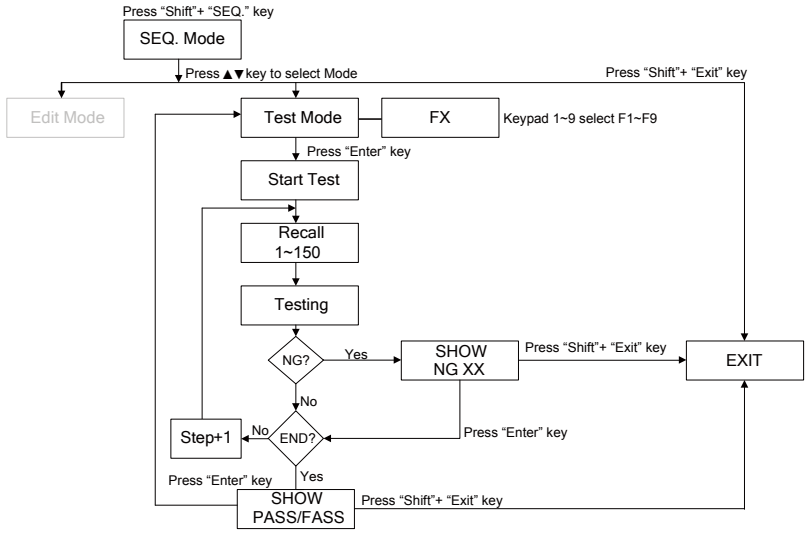 Press “Shift”+ “SEQ.” key
SEQ. Mode
Press ▲▼key to select Mode
Press “Shift”+ “Exit” key
Edit Mode
Test Mode
FX
Keypad 1~9 select F1~F9
Press “Enter” key
Start Test
Recall
1~150
Testing
NG?
Yes
SHOW
NG XX
Press “Shift”+ “Exit” key
EXIT
No
Press “Enter” key
Step+1
No
END?
Yes
Press “Enter” key
SHOW
PASS/FASS
Press “Shift”+ “Exit” key